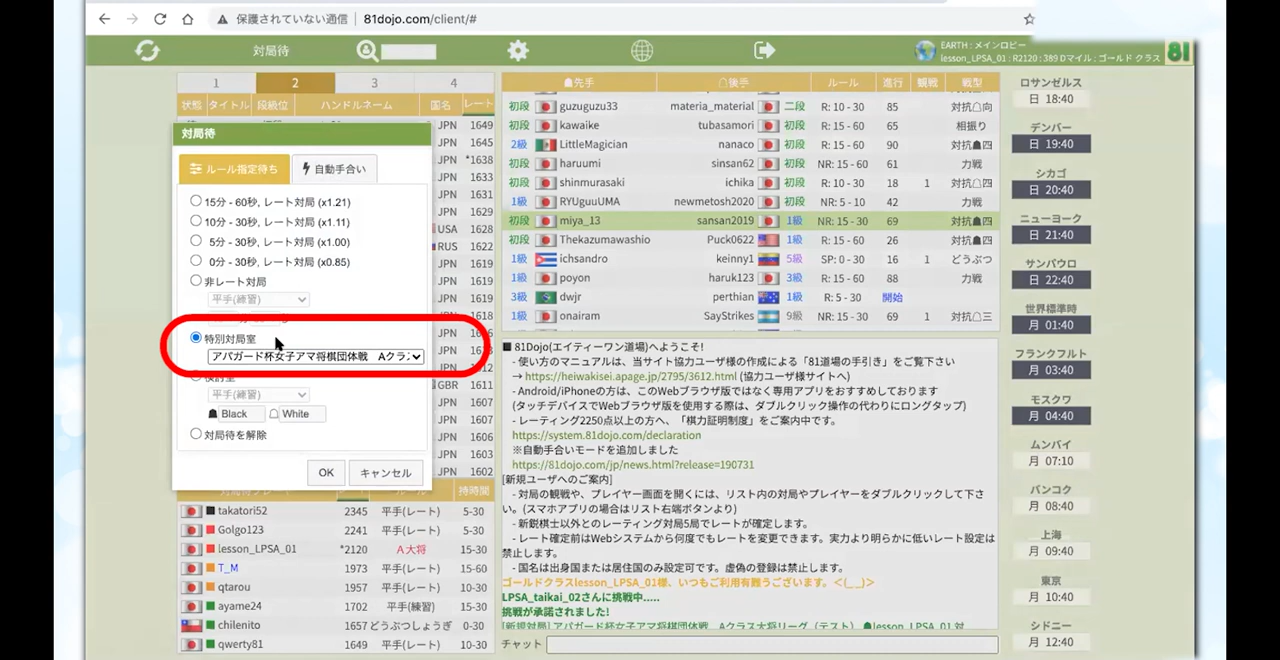 保護されていない通信 | 81dojo.com/client/#
対局待
EARTH : メインロビー
lesson_LPSA_01 : R2120 : 389 Dマイル : ゴールド クラス
81
1 2 3 4
状態 タイトル 段級位 ハンドルネーム 国名 レート
JPN 1649
JPN 1645
JPN *1638
JPN 1633
JPN 1631
JPN 1629
USA 1628
RUS 1622
JPN 1619
JPN 1619
JPN 1619
JPN 1618
JPN
JPN
JPN
GBR 1611
JPN 1607
JPN 1607
JPN 1606
JPN 1603
JPN 1602
対局待
ルール指定待ち 自動手合い
15分 - 60秒, レート対局 (x1.21)
10分 - 30秒, レート対局 (x1.11)
5分 - 30秒, レート対局 (x1.00)
0分 - 30秒, レート対局 (x0.85)
非レート対局
平手(練習)
特別対局室
アパガード杯女子アマ将棋団体戦 Aクラ
平手(練習)
Black White
対局待を解除
OK キャンセル
持時間
takatori52 2345 平手(レート) 5-30
Golgo123 2241 平手(レート) 5-30
lesson_LPSA_01 *2120 A 大将 15-30
T_M 1973 平手(レート) 15-60
qtarou 1957 平手(レート) 10-30
ayame24 1702 平手(練習) 15-30
chilenito 1657 どうぶつしょうぎ 0-30
qwerty81 1649 平手(レート) 10-30
☗先手 ☖後手 ルール 進行 観戦 戦型
初段 guzuguzu33 materia_material 二段 R: 10 - 30 85 対抗☖向
初段 kawaike tubasamori 初段 R: 15 - 60 65 相振り
2級 LittleMagician nanaco 初段 R: 15 - 60 90 対抗☗四
初段 haruumi sinsan62 初段 NR: 15 - 60 61 力戦
初段 shinmurasaki ichika 初段 R: 10 - 30 18 1 対抗☖四
1級 RYUguuUMA newmetosh2020 初段 NR: 5 - 10 42 力戦
初段 miya_13 sansan2019 1級 NR: 15 - 30 69 対抗☗四
初段 Thekazumawashio Puck0622 1級 R: 15 - 60 26 対抗☗四
1級 ichsandro keinny1 5級 SP: 0 - 30 16 1 どうぶつ
1級 poyon haruk123 3級 R: 15 - 60 88 力戦
3級 dwjr perthian 1級 R: 5 - 30 開始
1級 onairam SayStrikes 9級 NR: 15 - 30 69 1 対抗☖三
■ 81Dojo(エイティーワン道場)へようこそ!
- 使い方のマニュアルは、当サイト協力ユーザ様の作成による「81道場の手引き」をご覧下さい
→ https://heiwakisei.apage.jp/2795/3612.html (協力ユーザ様サイトへ)
- Android/iPhoneの方は、このWebブラウザ版ではなく専用アプリをおすすめしております
(タッチデバイスでWebブラウザ版を使用する際は、ダブルクリック操作の代わりにロングタップ)
- レーティング2250点以上の方へ、「棋力証明制度」をご案内中です。
https://system.81dojo.com/declaration
※自動手合いモードを追加しました
https://81dojo.com/jp/news.html?release=190731
[新規ユーザへのご案内]
- 対局の観戦や、プレイヤー画面を開くには、リスト内の対局やプレイヤーをダブルクリックして下さ
い。(スマホアプリの場合はリスト右端ボタンより)
- 新鋭棋士以外とのレーティング対局5局でレートが確定します。
- レート確定前はWebシステムから何度でもレートを変更できます。実力より明らかに低いレート設定は
禁止します。
- 国名は出身国または居住国のみ設定可です。虚偽の登録は禁止します。
ゴールドクラスlesson_LPSA_01様、いつもご利用有難うございます。<(_ _)>
LPSA_taikai_02さんに挑戦中.....
挑戦が承諾されました!
[新規対局] アパガード杯女子アマ将棋団体戦 Aクラス大将リーグ (テスト) ☗lesson_LPSA_01 対
チャット
ロサンゼルス
日 18:40
デンバー
日 19:40
シカゴ
日 20:40
ニューヨーク
日 21:40
サンパウロ
日 22:40
世界標準時
月 01:40
フランクフルト
月 03:40
モスクワ
月 04:40
ムンバイ
月 07:10
バンコク
月 08:40
上海
月 09:40
東京
月 10:40
シドニー
月 12:40